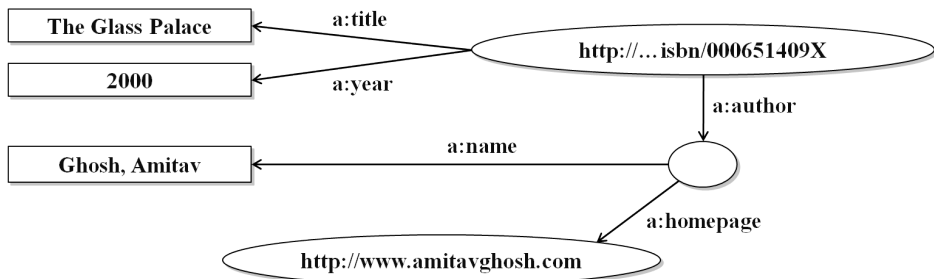 The Glass Palace
a:title
http://...isbn/000651409X
2000
a:year
a:author
Ghosh, Amitav
a:name
a:homepage
http://www.amitavghosh.com